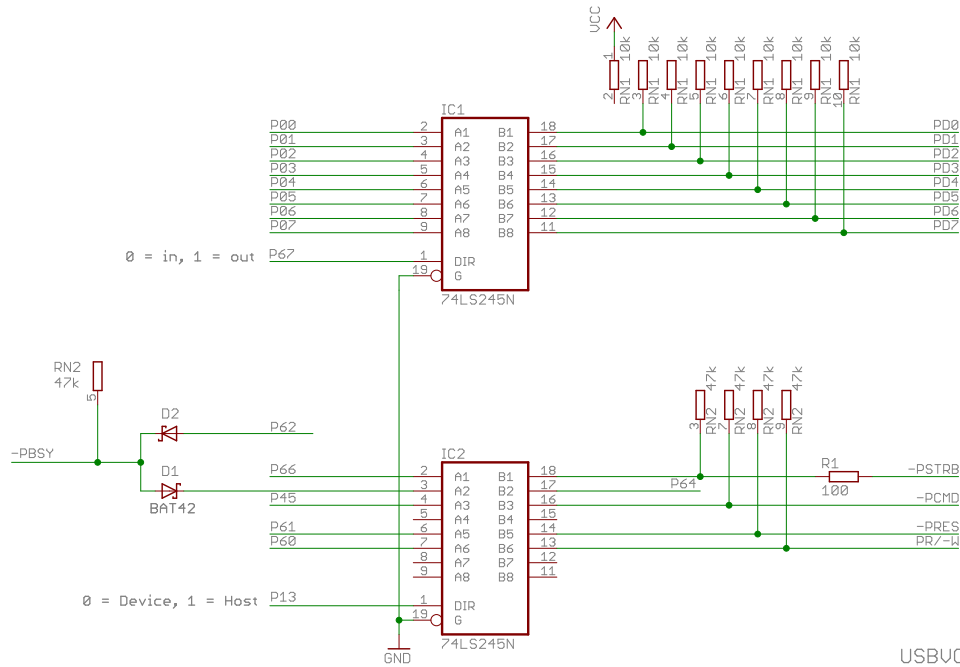 VCC
1 10k 10k 10k 10k 10k 10k 10k 10k 10k
2 RN1 3 RN1 4 RN1 5 RN1 6 RN1 7 RN1 8 RN1 9 RN1 10 RN1
IC1
P00 2 A1 B1 18 PD0
P01 3 A2 B2 17 PD1
P02 4 A3 B3 16 PD2
P03 5 A4 B4 15 PD3
P04 6 A5 B5 14 PD4
P05 7 A6 B6 13 PD5
P06 8 A7 B7 12 PD6
P07 9 A8 B8 11 PD7
0 = in, 1 = out P67 1 DIR
19 G
74LS245N
RN2
47k
5
47k 47k 47k 47k
3 RN2 7 RN2 8 RN2 9 RN2
D2
P62
-PBSY
IC2
D1
BAT42
R1
100
P66 2 A1 B1 18 -PSTRB
3 A2 B2 17 P64
P45 4 A3 B3 16 -PCMD
5 A4 B4 15
P61 6 A5 B5 14 -PRES
P60 7 A6 B6 13 PR/-W
8 A7 B7 12
9 A8 B8 11
0 = Device, 1 = Host P13 1 DIR
19 G
74LS245N
GND